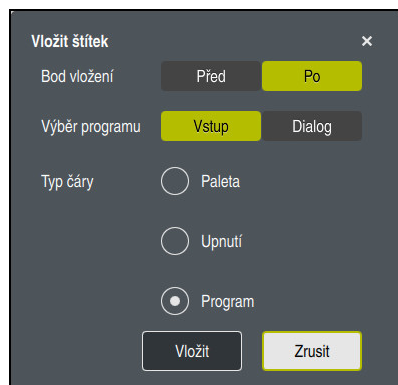 Vložit štítek ×
Bod vložení Před Po
Výběr programu Vstup Dialog
Typ čáry Paleta
Upnutí
Program
Vložit Zrusit